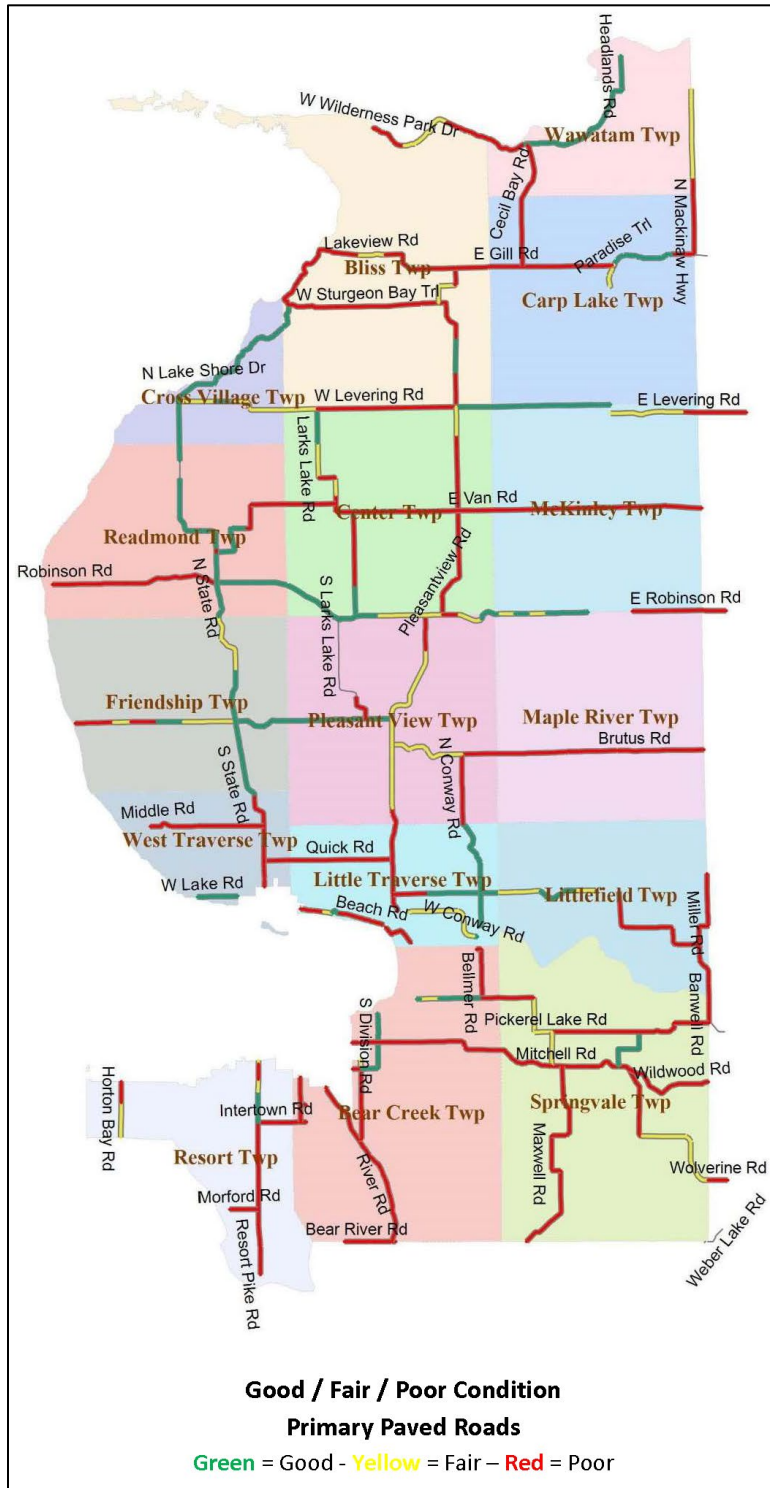 Headlands Rd
W Wilderness Park Dr
Wawatam Twp
Cecil Bay Rd
N Mackinaw Hwy
Lakeview Rd
Paradise Trl
E Gill Rd
Bliss Twp
W Sturgeon Bay Trl
Carp Lake Twp
N Lake Shore Dr
Cross Village Twp
W Levering Rd
E Levering Rd
Larks Lake Rd
E Van Rd
Center Twp
McKinley Twp
Readmond Twp
Pleasantview Rd
Robinson Rd
N State Rd
S Larks Lake Rd
E Robinson Rd
Friendship Twp
Pleasant View Twp
Maple River Twp
S State Rd
N Conway Rd
Brutus Rd
Middle Rd
West Traverse Twp
Quick Rd
W Lake Rd
Little Traverse Twp
Littlefield Twp
Beach Rd
W Conway Rd
Miller Rd
Bellmer Rd
Banwell Rd
S Division Rd
Pickerel Lake Rd
Mitchell Rd
Wildwood Rd
Horton Bay Rd
Intertown Rd
Bear Creek Twp
Springvale Twp
Resort Twp
River Rd
Maxwell Rd
Wolverine Rd
Morford Rd
Resort Pike Rd
Bear River Rd
Weber Lake Rd
Good / Fair / Poor Condition
Primary Paved Roads
Green = Good - Yellow = Fair – Red = Poor